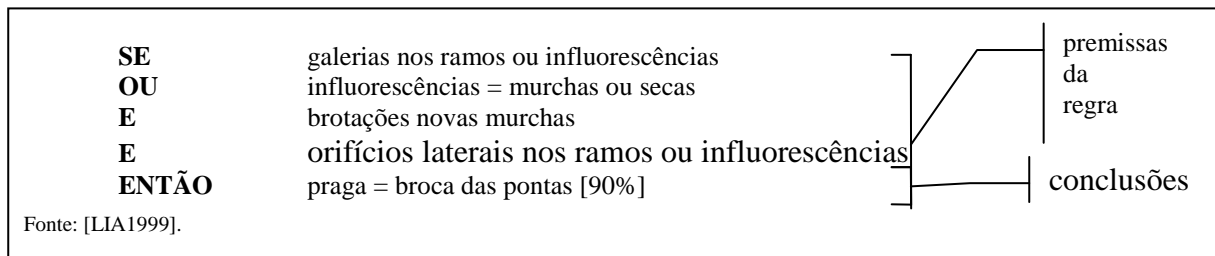 SE galerias nos ramos ou influorescências
OU influorescências = murchas ou secas
E brotações novas murchas
E orifícios laterais nos ramos ou influorescências
ENTÃO praga = broca das pontas [90%]
premissas
da
regra
conclusões
Fonte: [LIA1999].